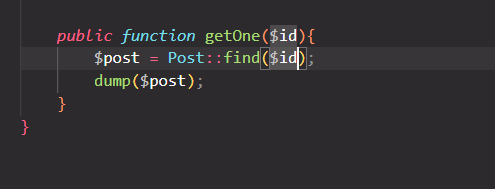 public function getOne($id){
$post = Post::find($id);
dump($post);
}
}